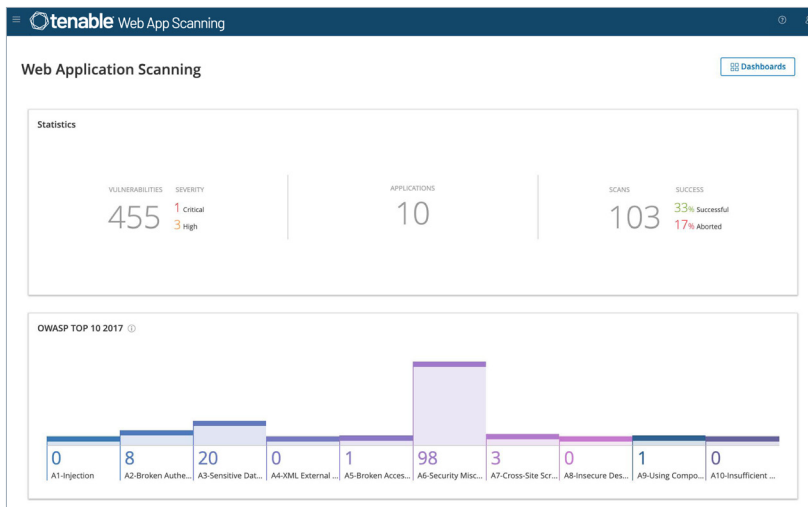 tenable Web App Scanning
Web Application Scanning
Dashboards
Statistics
VULNERABILITIES SEVERITY
455
1 Critical
3 High
APPLICATIONS
10
SCANS SUCCESS
103
33% Successful
17% Aborted
OWASP TOP 10 2017
0 8 20 0 1 98 3 0 1 0
A1-Injection A2-Broken Authe... A3-Sensitive Dat... A4-XML External ... A5-Broken Acces... A6-Security Misc... A7-Cross-Site Scr... A8-Insecure Des... A9-Using Compo... A10-Insufficient ...